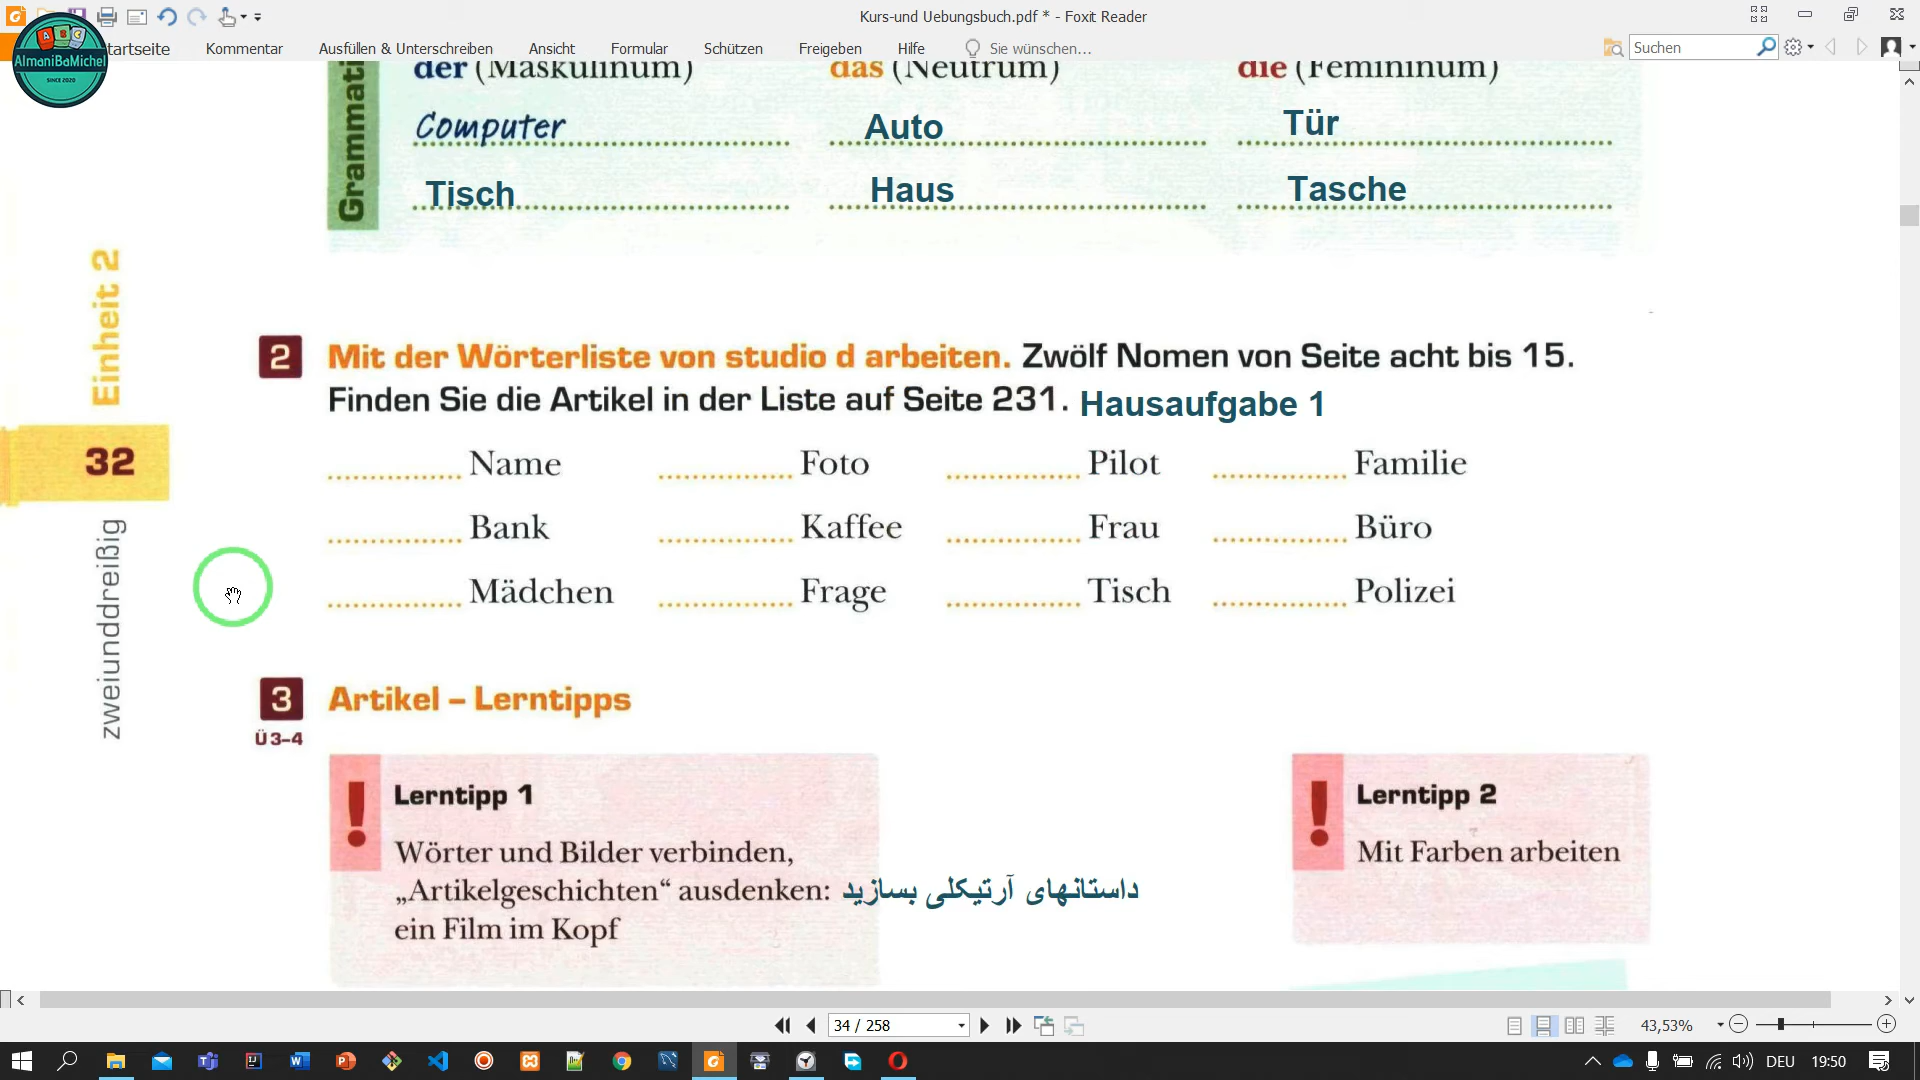 Kurs-und Uebungsbuch.pdf * - Foxit Reader
AlmaniBaMichel
SINCE 2020
Kommentar Ausfüllen & Unterschreiben Ansicht Formular Schützen Freigeben Hilfe Sie wünschen... Suchen
der (Maskulinum) das (Neutrum) die (Femininum)
Computer Auto Tür
Tisch Haus Tasche
Einheit 2
32
zweiunddreißig
2 Mit der Wörterliste von studio d arbeiten. Zwölf Nomen von Seite acht bis 15.
Finden Sie die Artikel in der Liste auf Seite 231. Hausaufgabe 1
Name Foto Pilot Familie
Bank Kaffee Frau Büro
Mädchen Frage Tisch Polizei
3 Artikel – Lerntipps
Ü 3–4
! Lerntipp 1
Wörter und Bilder verbinden,
„Artikelgeschichten“ ausdenken: داستانهای آرتیکلی بسازید
ein Film im Kopf
! Lerntipp 2
Mit Farben arbeiten
34 / 258
43,53%
DEU 19:50